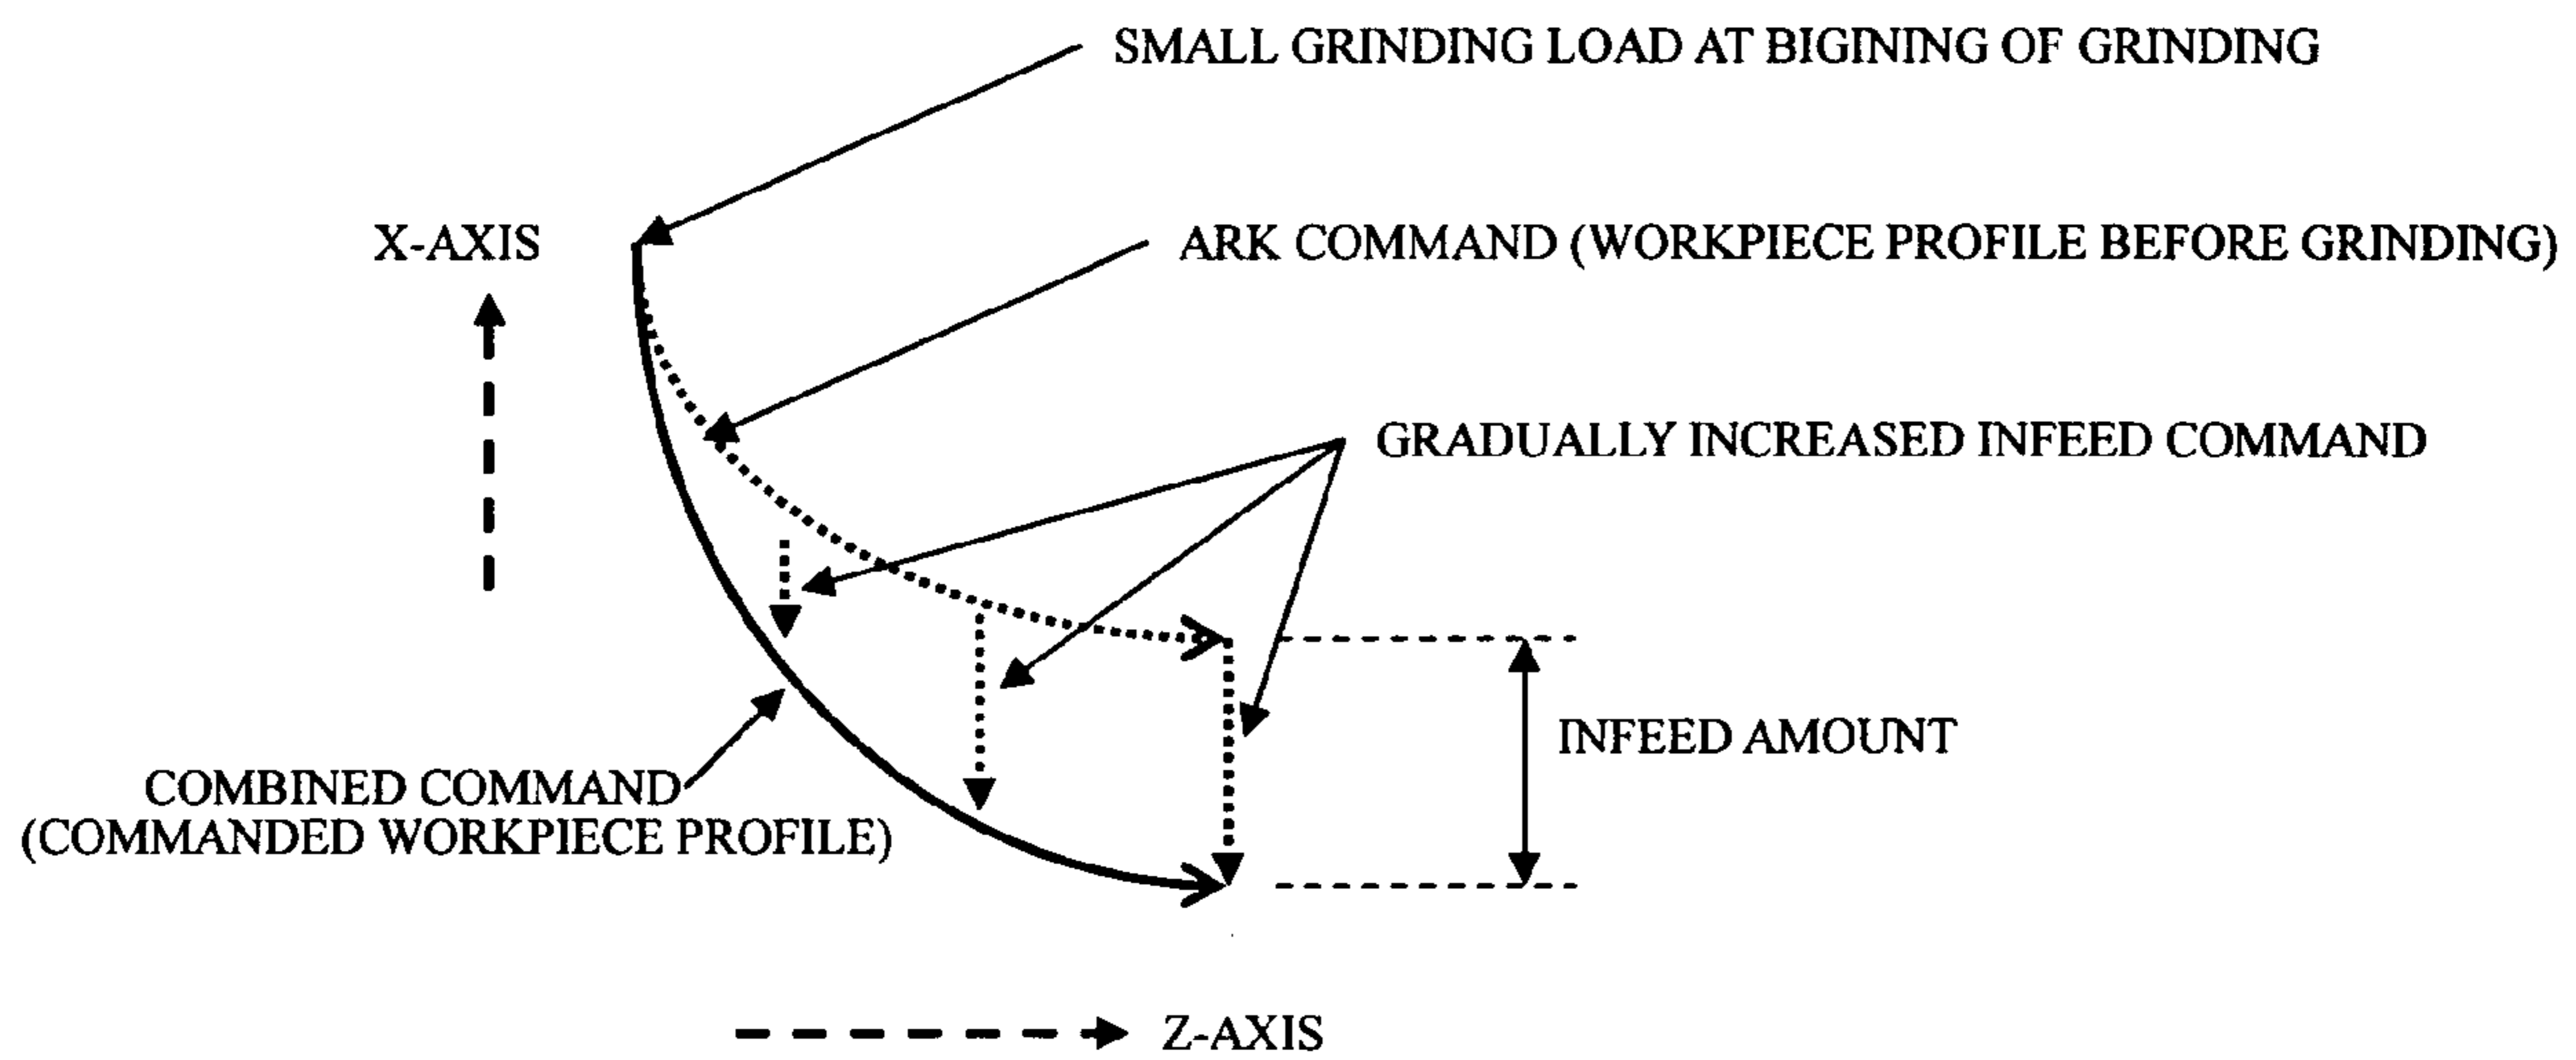 SMALL GRINDING LOAD AT BIGINING OF GRINDING
X-AXIS
ARK COMMAND (WORKPIECE PROFILE BEFORE GRINDING)
GRADUALLY INCREASED INFEED COMMAND
INFEED AMOUNT
COMBINED COMMAND
(COMMANDED WORKPIECE PROFILE)
Z-AXIS